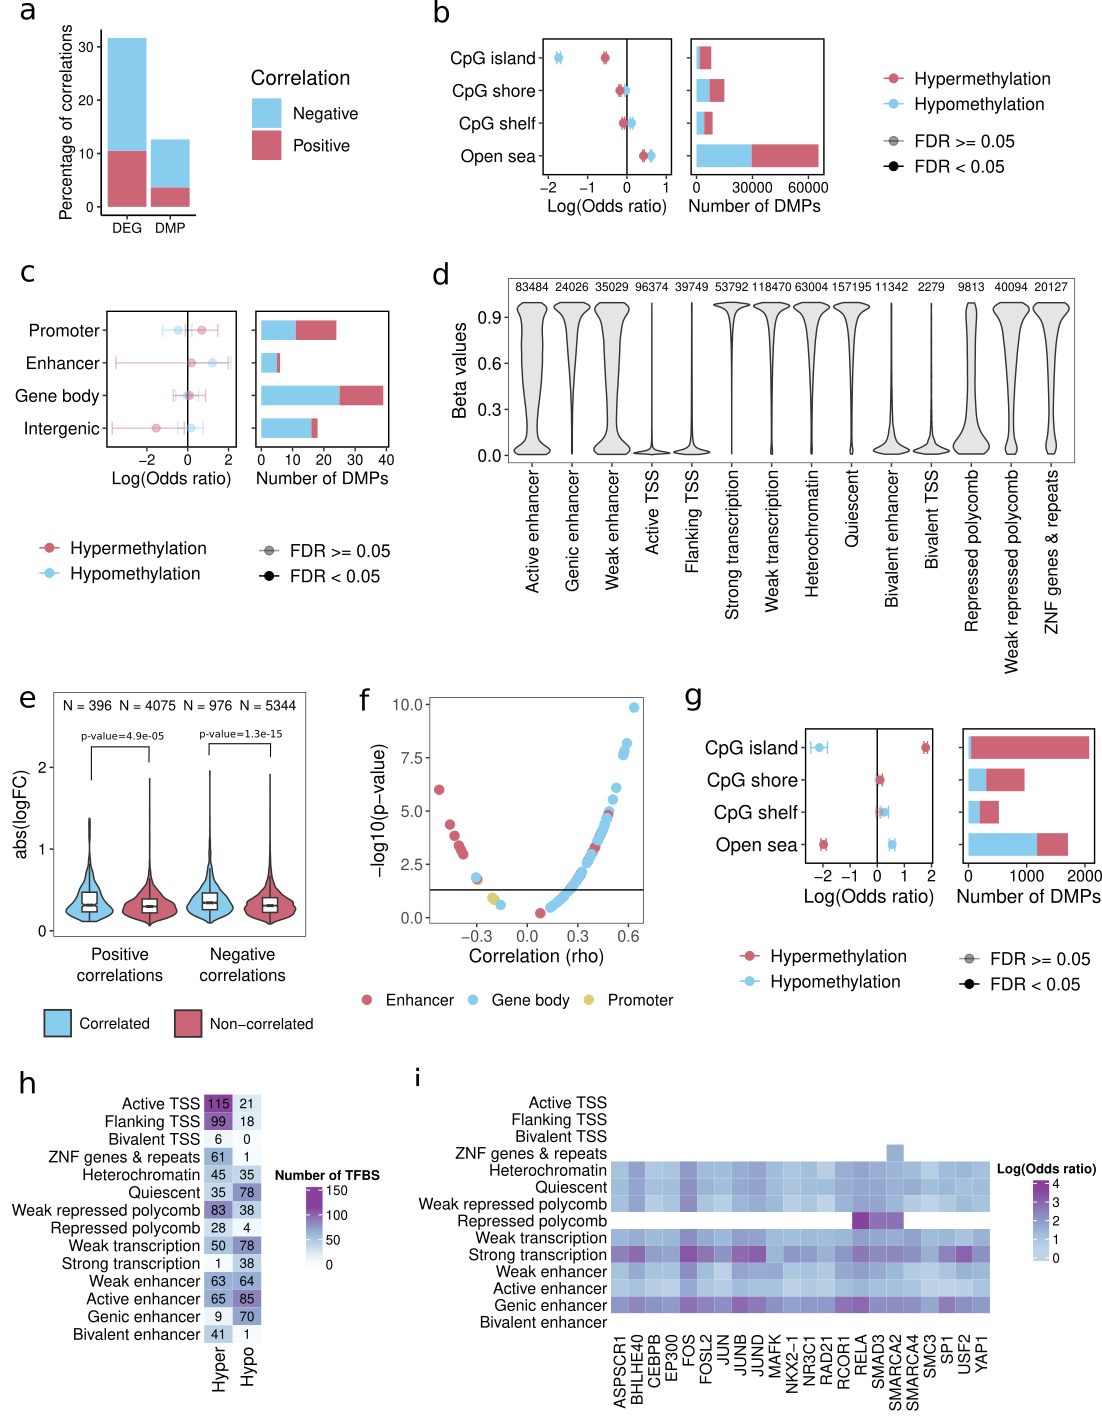 a
Percentage of correlations
30
20
10
0
DEG DMP
Correlation
Negative
Positive
b
CpG island
CpG shore
CpG shelf
Open sea
−2 −1 0 1
Log(Odds ratio)
0 30000 60000
Number of DMPs
Hypermethylation
Hypomethylation
FDR >= 0.05
FDR < 0.05
c
Promoter
Enhancer
Gene body
Intergenic
−2 0 2
Log(Odds ratio)
0 10 20 30 40
Number of DMPs
Hypermethylation
Hypomethylation
FDR >= 0.05
FDR < 0.05
d
83484 24026 35029 96374 39749 53792 118470 63004 157195 11342 2279 9813 40094 20127
Beta values
0.9
0.6
0.3
0.0
Active enhancer
Genic enhancer
Weak enhancer
Active TSS
Flanking TSS
Strong transcription
Weak transcription
Heterochromatin
Quiescent
Bivalent enhancer
Bivalent TSS
Repressed polycomb
Weak repressed polycomb
ZNF genes & repeats
e
N = 396 N = 4075 N = 976 N = 5344
p-value=4.9e-05
p-value=1.3e-15
abs(logFC)
2
1
0
Positive correlations
Negative correlations
Correlated
Non−correlated
f
−log10(p−value)
10.0
7.5
5.0
2.5
0.0
−0.3 0.0 0.3 0.6
Correlation (rho)
Enhancer
Gene body
Promoter
g
CpG island
CpG shore
CpG shelf
Open sea
−2 0 2
Log(Odds ratio)
0 1000 2000
Number of DMPs
Hypermethylation
Hypomethylation
FDR >= 0.05
FDR < 0.05
h
Active TSS 115 21
Flanking TSS 99 18
Bivalent TSS 6 0
ZNF genes & repeats 61 1
Heterochromatin 45 35
Quiescent 35 78
Weak repressed polycomb 83 38
Repressed polycomb 28 4
Weak transcription 50 78
Strong transcription 1 38
Weak enhancer 63 64
Active enhancer 65 85
Genic enhancer 9 70
Bivalent enhancer 41 1
Hyper
Hypo
Number of TFBS
150
100
50
0
i
Active TSS
Flanking TSS
Bivalent TSS
ZNF genes & repeats
Heterochromatin
Quiescent
Weak repressed polycomb
Repressed polycomb
Weak transcription
Strong transcription
Weak enhancer
Active enhancer
Genic enhancer
Bivalent enhancer
ASPSCR1
BHLHE40
CEBPB
EP300
FOS
FOSL2
JUN
JUNB
JUND
MAFK
NKX2−1
NR3C1
RAD21
RCOR1
RELA
SMAD3
SMARCA2
SMARCA4
SMC3
SP1
USF2
YAP1
Log(Odds ratio)
4
3
2
1
0